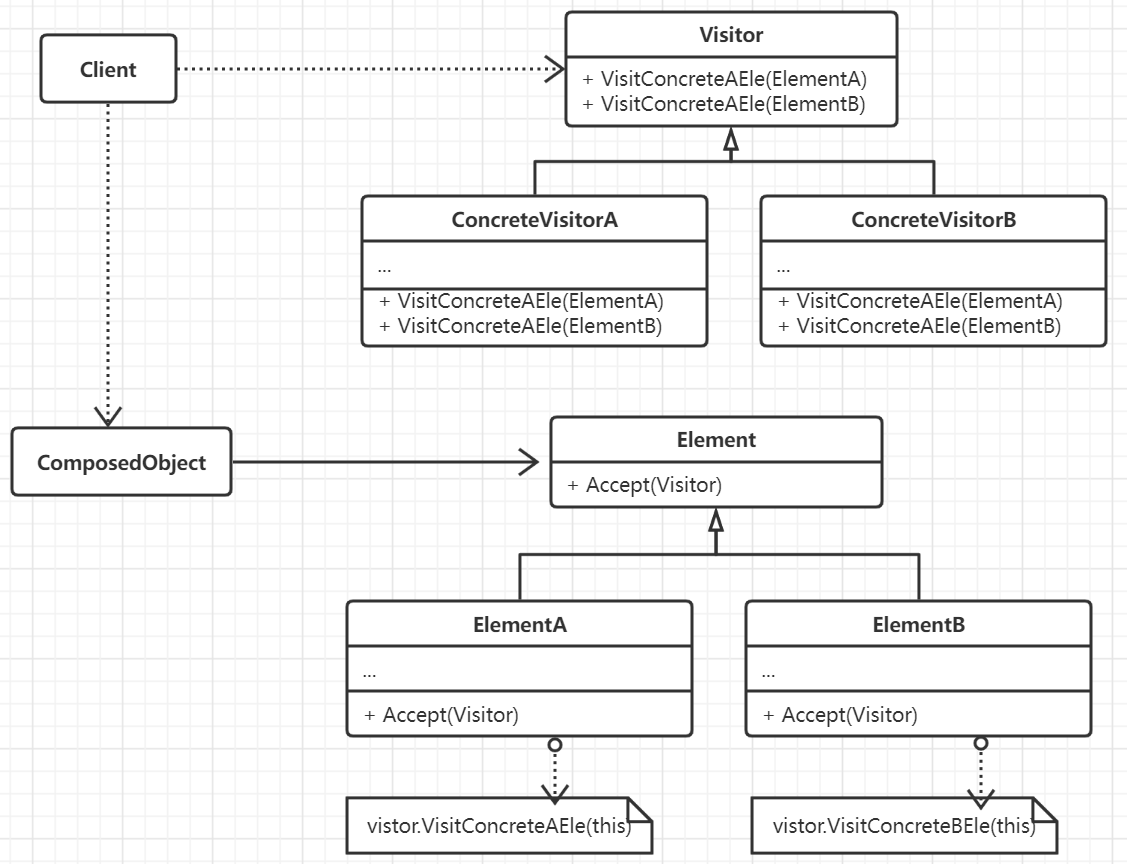 Client
Visitor
+ VisitConcreteAEle(ElementA)
+ VisitConcreteAEle(ElementB)
ConcreteVisitorA
...
+ VisitConcreteAEle(ElementA)
+ VisitConcreteAEle(ElementB)
ConcreteVisitorB
...
+ VisitConcreteAEle(ElementA)
+ VisitConcreteAEle(ElementB)
ComposedObject
Element
+ Accept(Visitor)
ElementA
...
+ Accept(Visitor)
ElementB
...
+ Accept(Visitor)
vistor.VisitConcreteAEle(this)
vistor.VisitConcreteBEle(this)